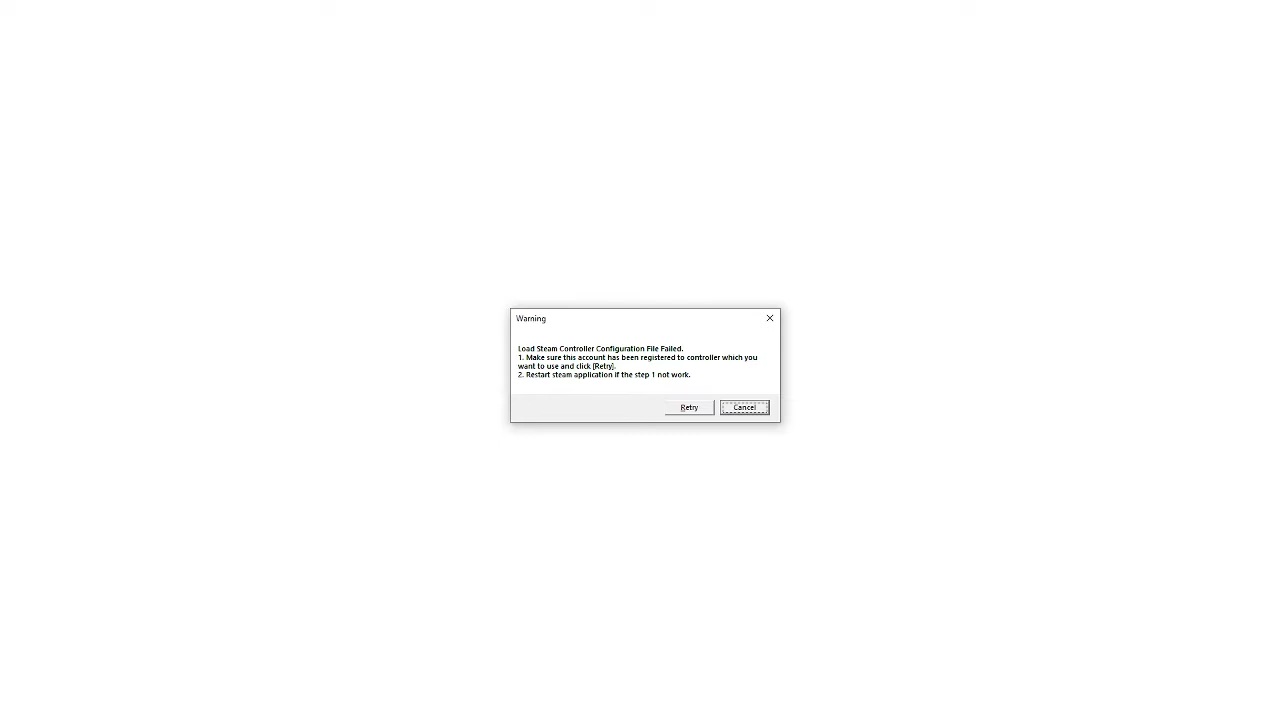 Warning
Load Steam Controller Configuration File Failed.
1. Make sure this account has been registered to controller which you
want to use and click [Retry].
2. Restart steam application if the step 1 not work.
Retry
Cancel